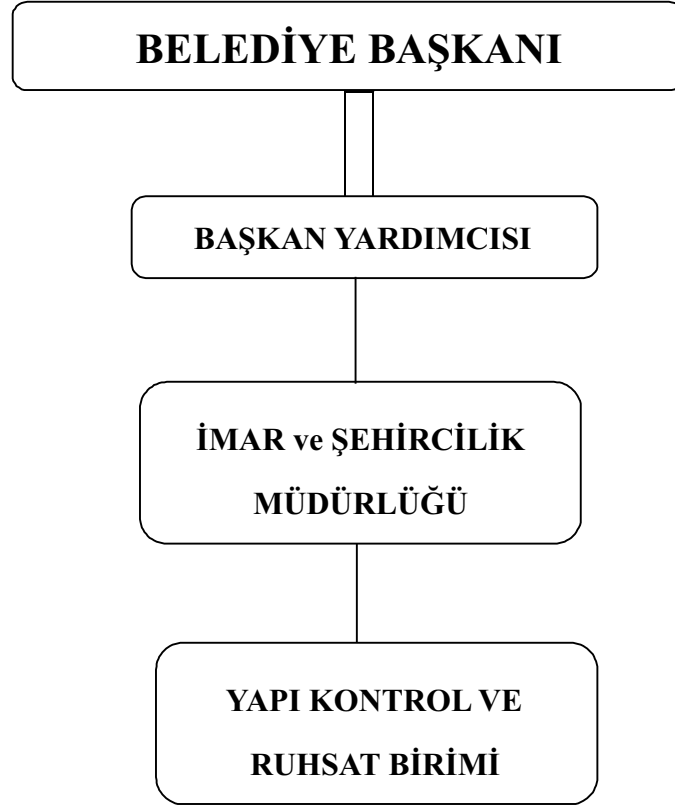 BELEDİYE BAŞKANI
BAŞKAN YARDIMCISI
İMAR ve ŞEHİRCİLİK
MÜDÜRLÜĞÜ
YAPI KONTROL VE
RUHSAT BİRİMİ